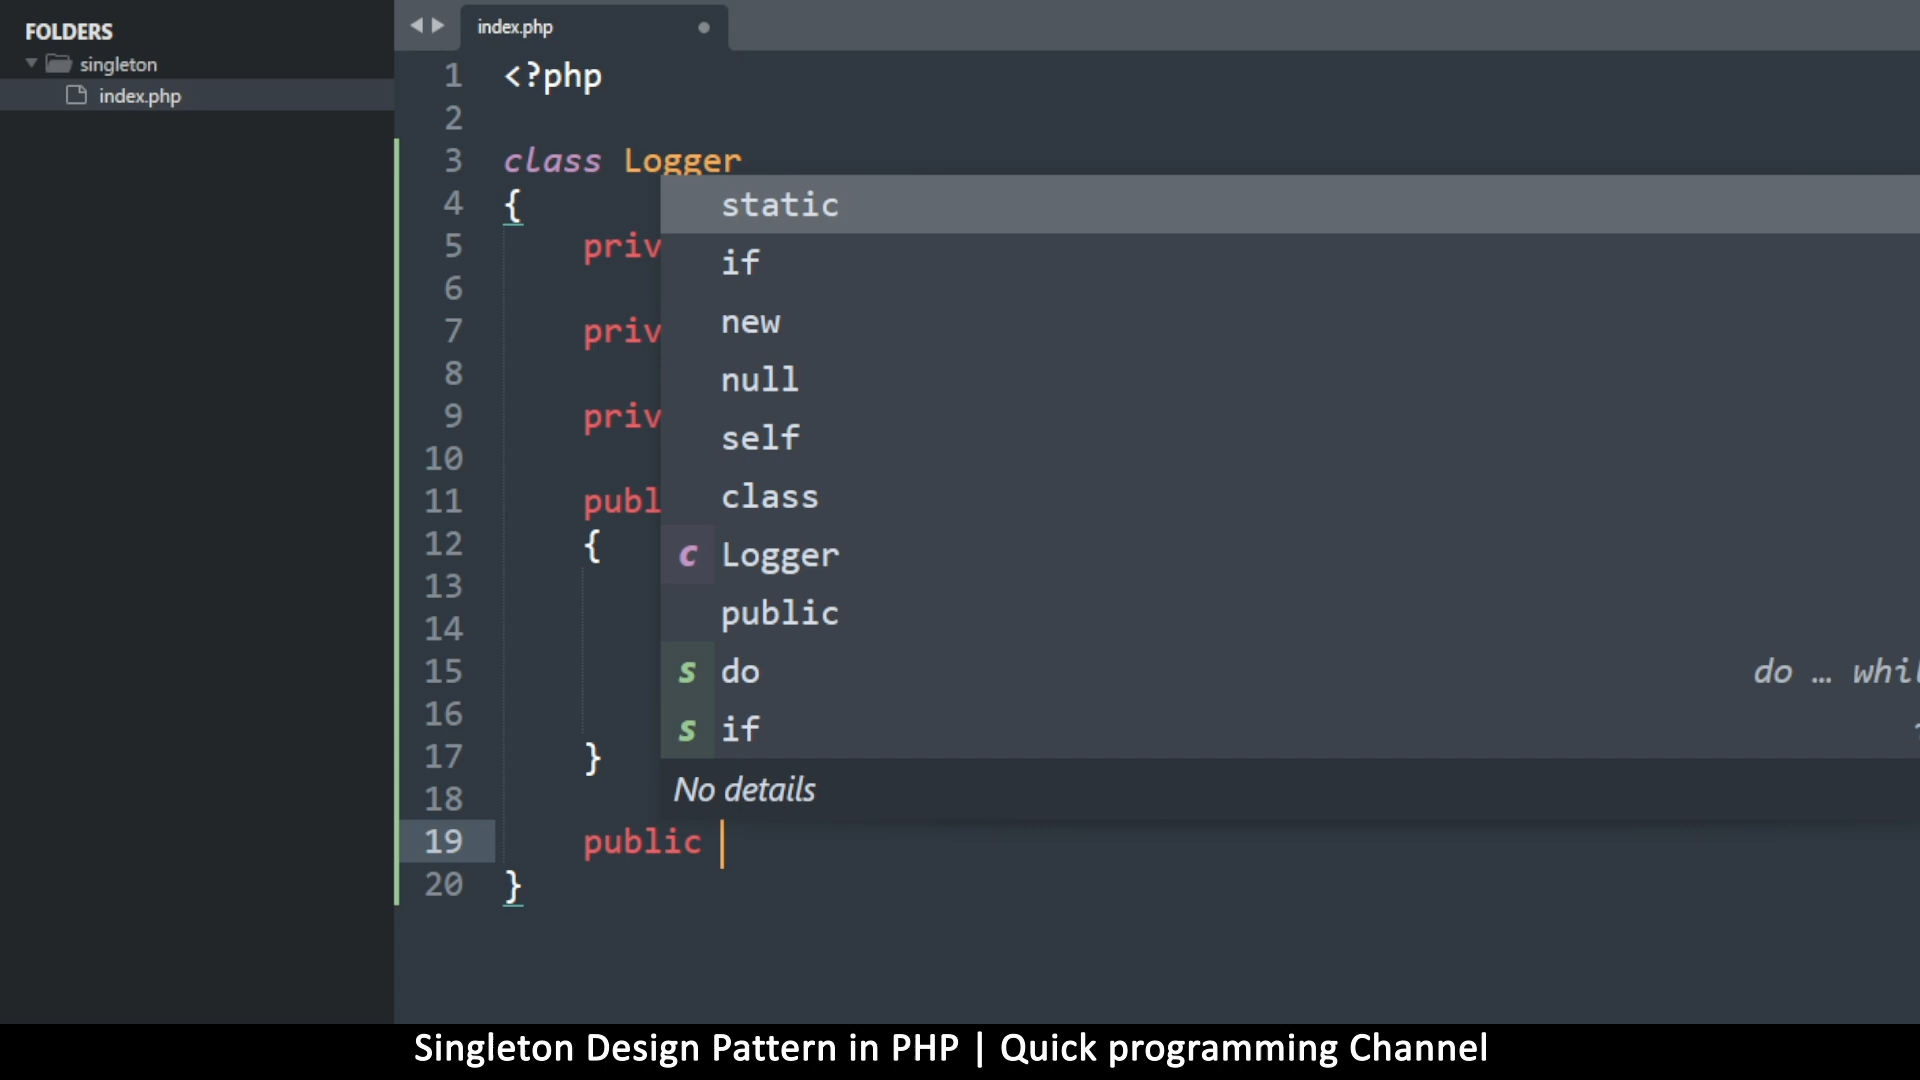 FOLDERS
singleton
index.php
index.php
1 <?php
2
3 class Logger
4 {
5 priv
6
7 priv
8
9 priv
10
11 publ
12 {
13
14
15
16
17 }
18
19 public
20 }
static
if
new
null
self
class
c Logger
public
s do do … whil
s if
No details
Singleton Design Pattern in PHP | Quick programming Channel